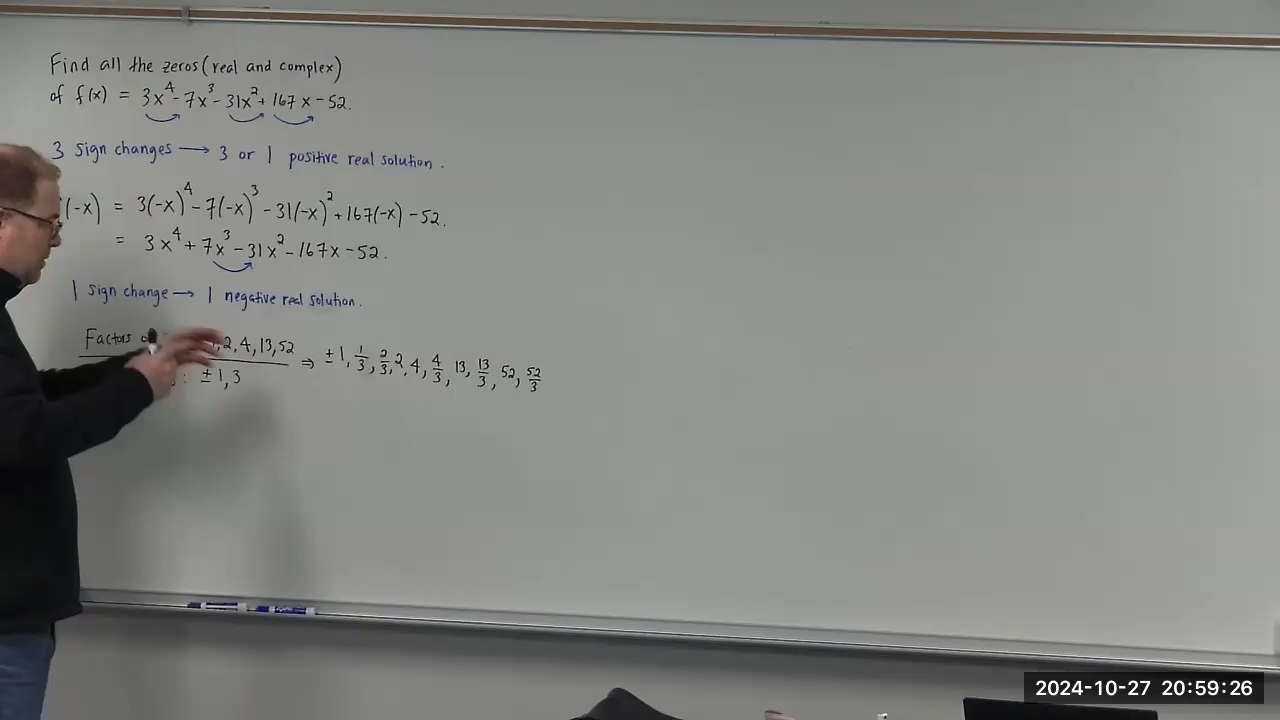 Find all the zeros (real and complex)
of f(x) = 3x⁴ - 7x³ - 31x² + 167x - 52.
3 sign changes → 3 or 1 positive real solution.
(-x) = 3(-x)⁴ - 7(-x)³ - 31(-x)² + 167(-x) - 52.
= 3x⁴ + 7x³ - 31x² - 167x - 52.
1 sign change → 1 negative real solution.
Factors 2, 4, 13, 52 ⇒ ± 1, 1/3, 2/3, 2, 4, 4/3, 13, 13/3, 52, 52/3
: ± 1, 3
2024-10-27 20:59:26